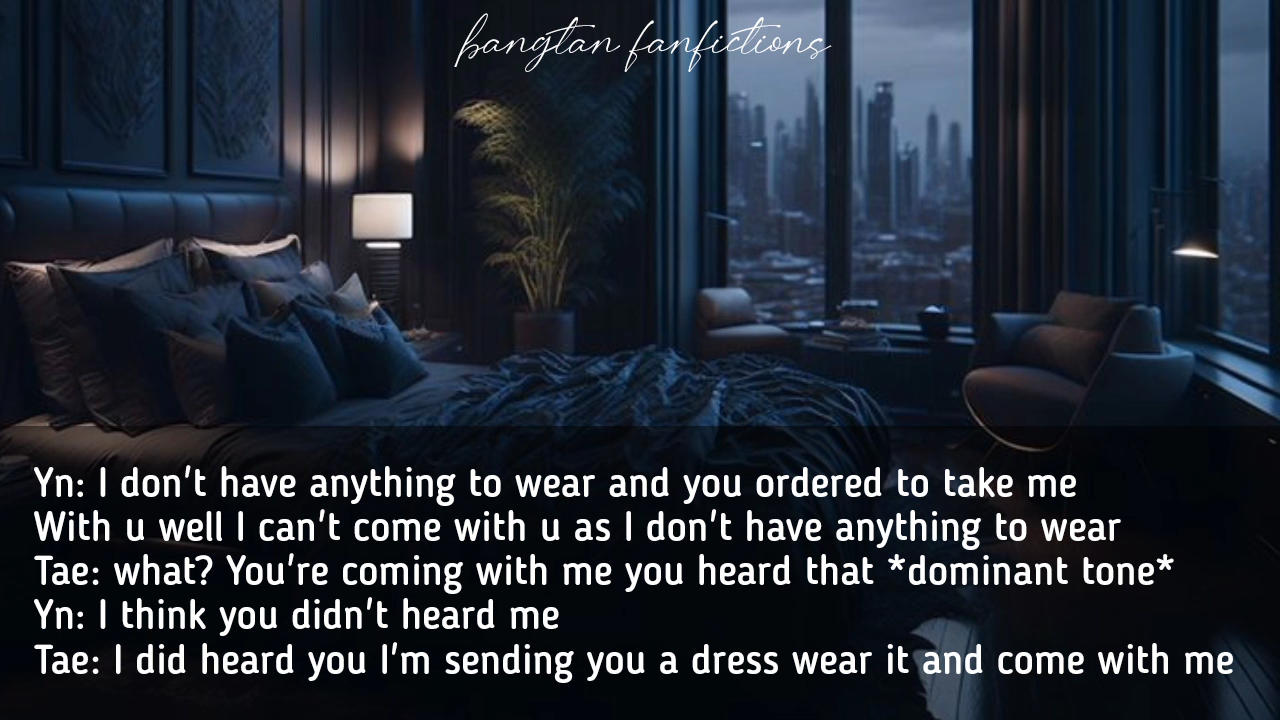 bangtan fanfictions
Yn: I don't have anything to wear and you ordered to take me
With u well I can't come with u as I don't have anything to wear
Tae: what? You're coming with me you heard that *dominant tone*
Yn: I think you didn't heard me
Tae: I did heard you I'm sending you a dress wear it and come with me